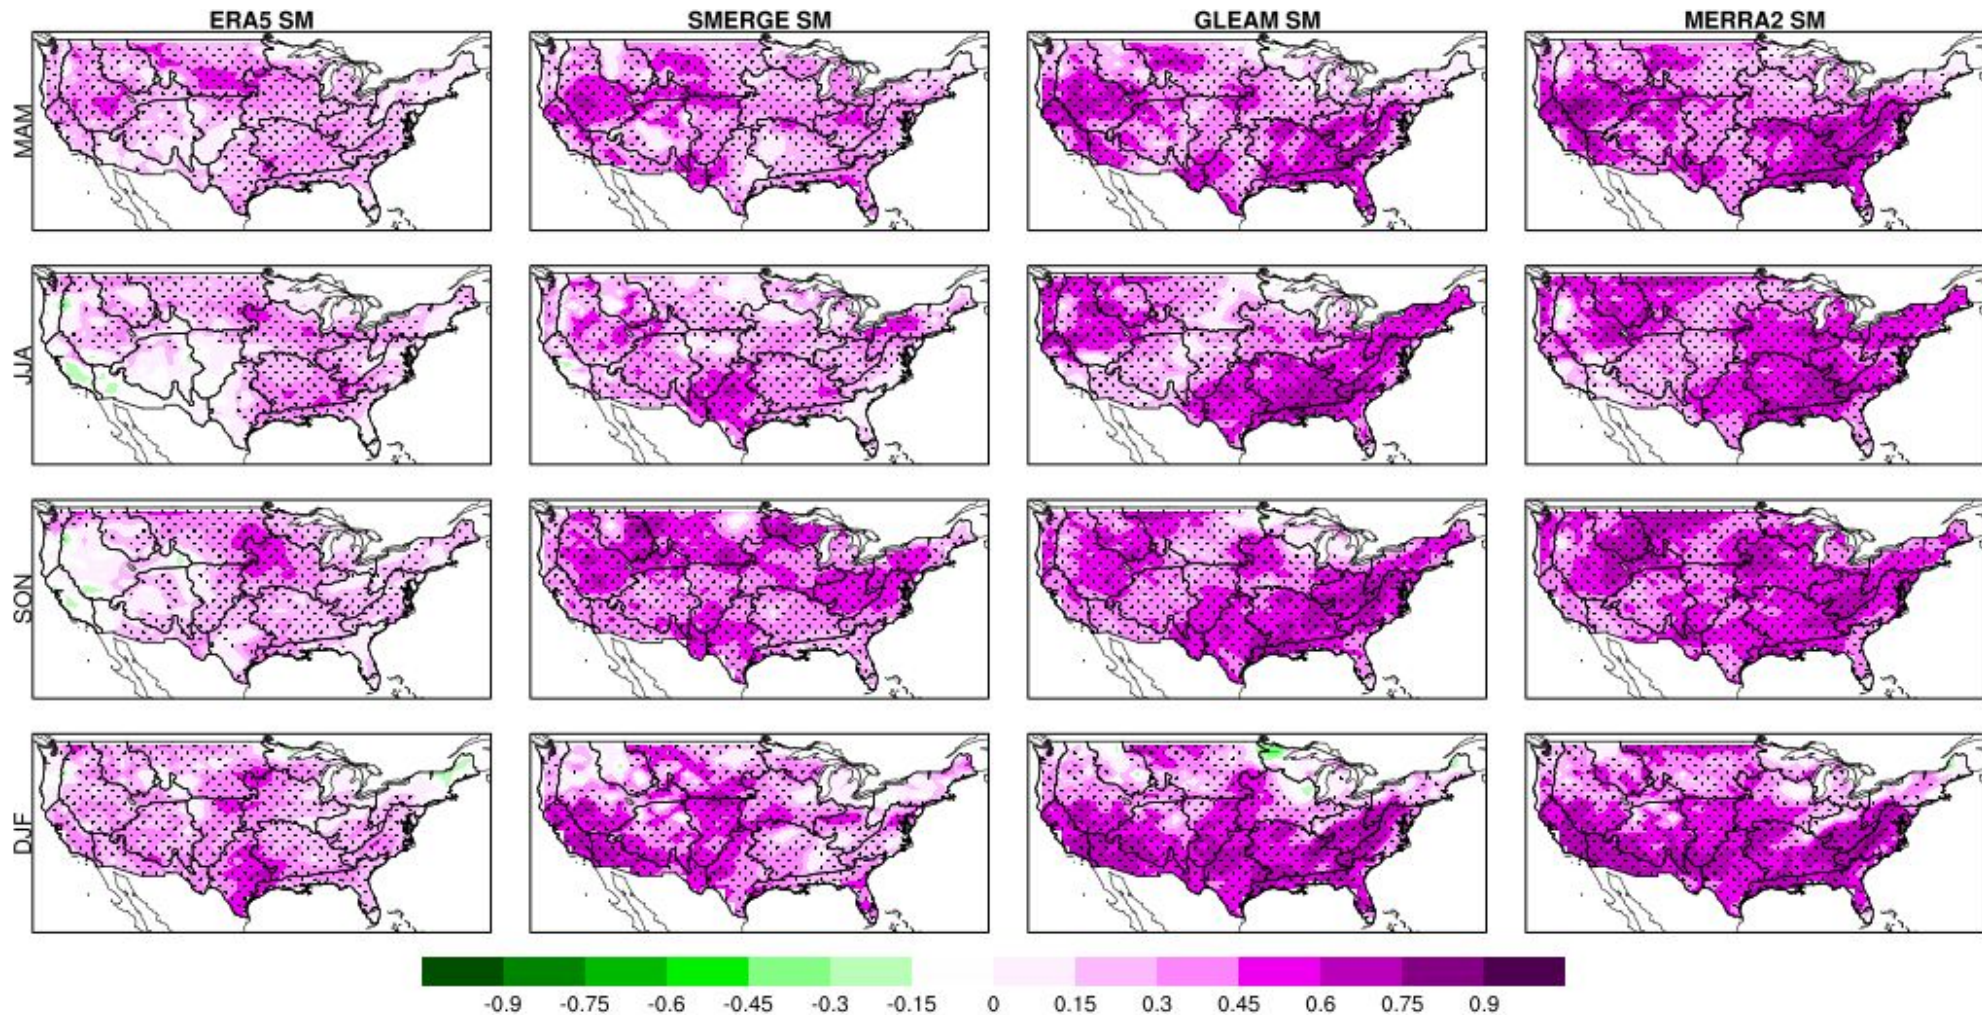 ERA5 SM SMERGE SM GLEAM SM MERRA2 SM
MAM
JJA
SON
DJF
-0.9 -0.75 -0.6 -0.45 -0.3 -0.15 0 0.15 0.3 0.45 0.6 0.75 0.9